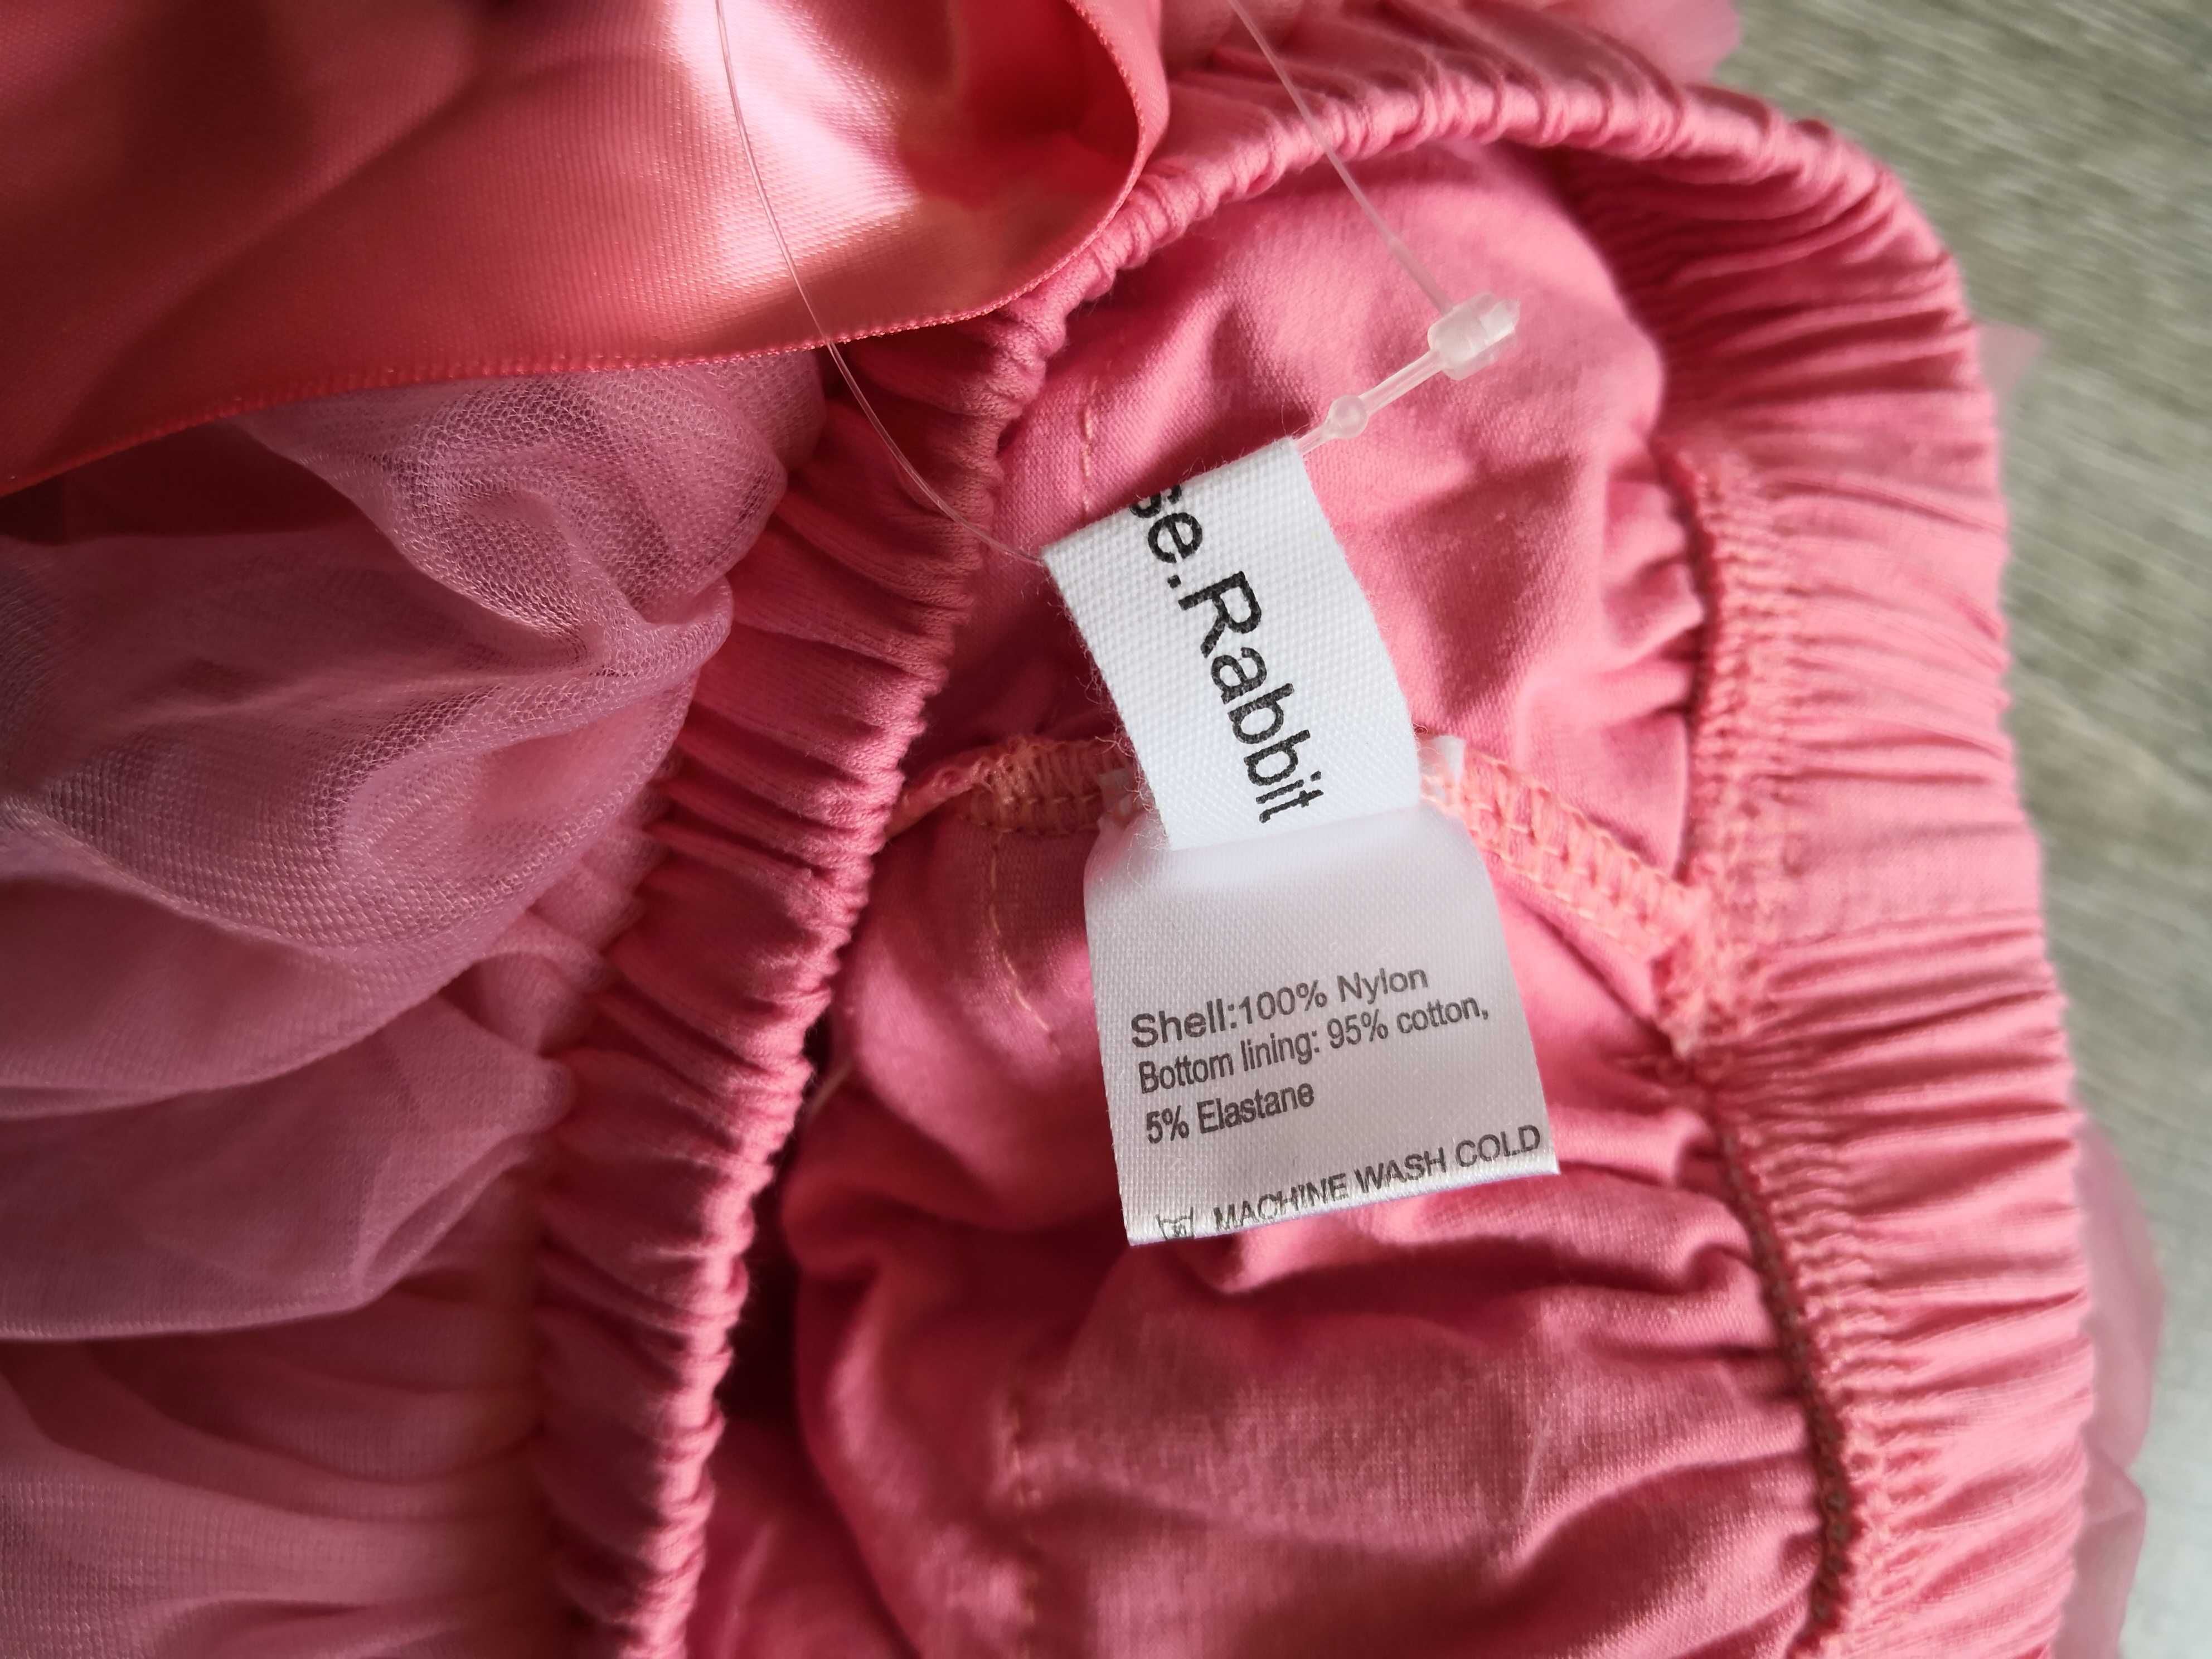 se.Rabbit
Shell:100% Nylon
Bottom lining: 95% cotton,
5% Elastane
MACHINE WASH COLD